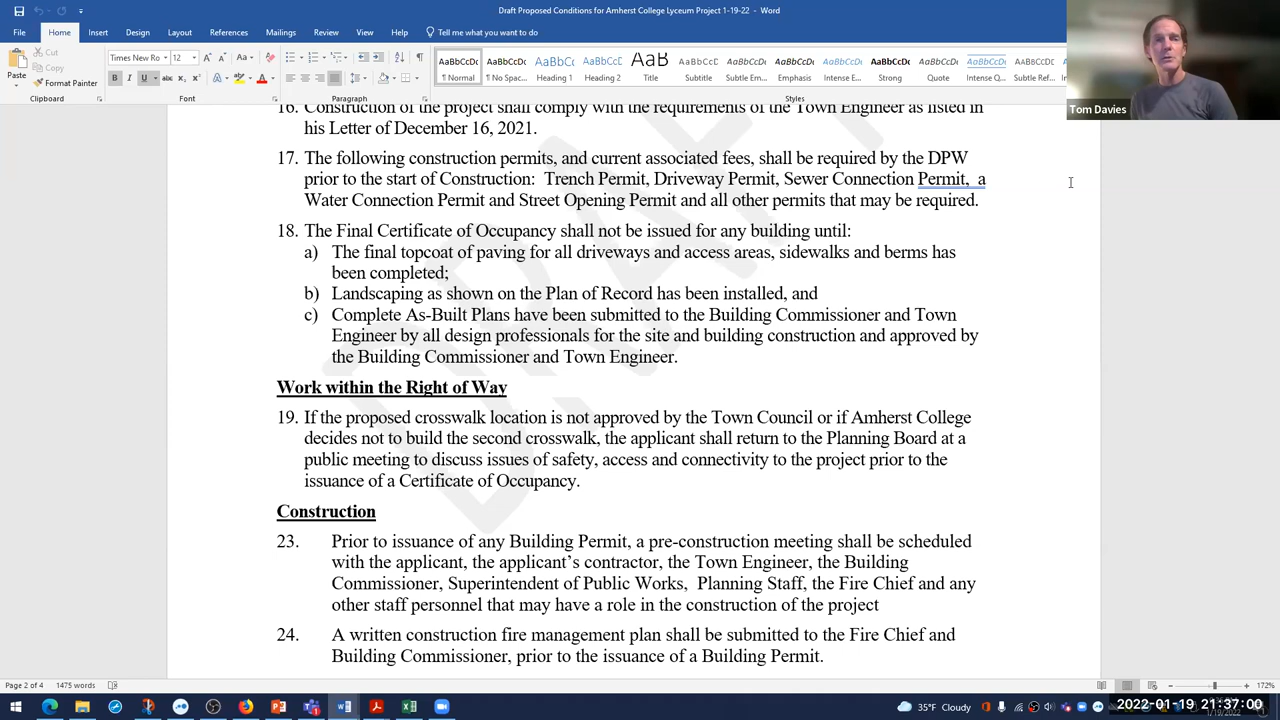 Draft Proposed Conditions for Amherst College Lyceum Project 1-19-22 - Word
File Home Insert Design Layout References Mailings Review View Help Tell me what you want to do
Cut
Copy
Paste
Format Painter
Times New Ro 12
¶ Normal ¶ No Spac... Heading 1 Heading 2 Title Subtitle Subtle Em... Emphasis Intense E... Strong Quote Intense Q... Subtle Ref...
Clipboard Font Paragraph Styles
Tom Davies
16. Construction of the project shall comply with the requirements of the Town Engineer as listed in
his Letter of December 16, 2021.
17. The following construction permits, and current associated fees, shall be required by the DPW
prior to the start of Construction: Trench Permit, Driveway Permit, Sewer Connection Permit, a
Water Connection Permit and Street Opening Permit and all other permits that may be required.
18. The Final Certificate of Occupancy shall not be issued for any building until:
a) The final topcoat of paving for all driveways and access areas, sidewalks and berms has
been completed;
b) Landscaping as shown on the Plan of Record has been installed, and
c) Complete As-Built Plans have been submitted to the Building Commissioner and Town
Engineer by all design professionals for the site and building construction and approved by
the Building Commissioner and Town Engineer.
Work within the Right of Way
19. If the proposed crosswalk location is not approved by the Town Council or if Amherst College
decides not to build the second crosswalk, the applicant shall return to the Planning Board at a
public meeting to discuss issues of safety, access and connectivity to the project prior to the
issuance of a Certificate of Occupancy.
Construction
23. Prior to issuance of any Building Permit, a pre-construction meeting shall be scheduled
with the applicant, the applicant's contractor, the Town Engineer, the Building
Commissioner, Superintendent of Public Works, Planning Staff, the Fire Chief and any
other staff personnel that may have a role in the construction of the project
24. A written construction fire management plan shall be submitted to the Fire Chief and
Building Commissioner, prior to the issuance of a Building Permit.
Page 2 of 4 1475 words 172%
35°F Cloudy 2022-01-19 21:37:00
1/19/2022